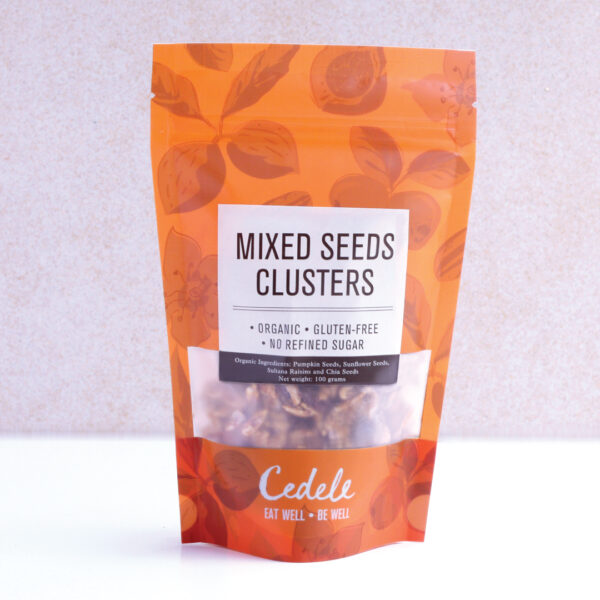 MIXED SEEDS
CLUSTERS
• ORGANIC • GLUTEN-FREE
• NO REFINED SUGAR
Organic Ingredients: Pumpkin Seeds, Sunflower Seeds,
Sultana Raisins and Chia Seeds
Net weight: 100 grams
Cedele
EAT WELL • BE WELL